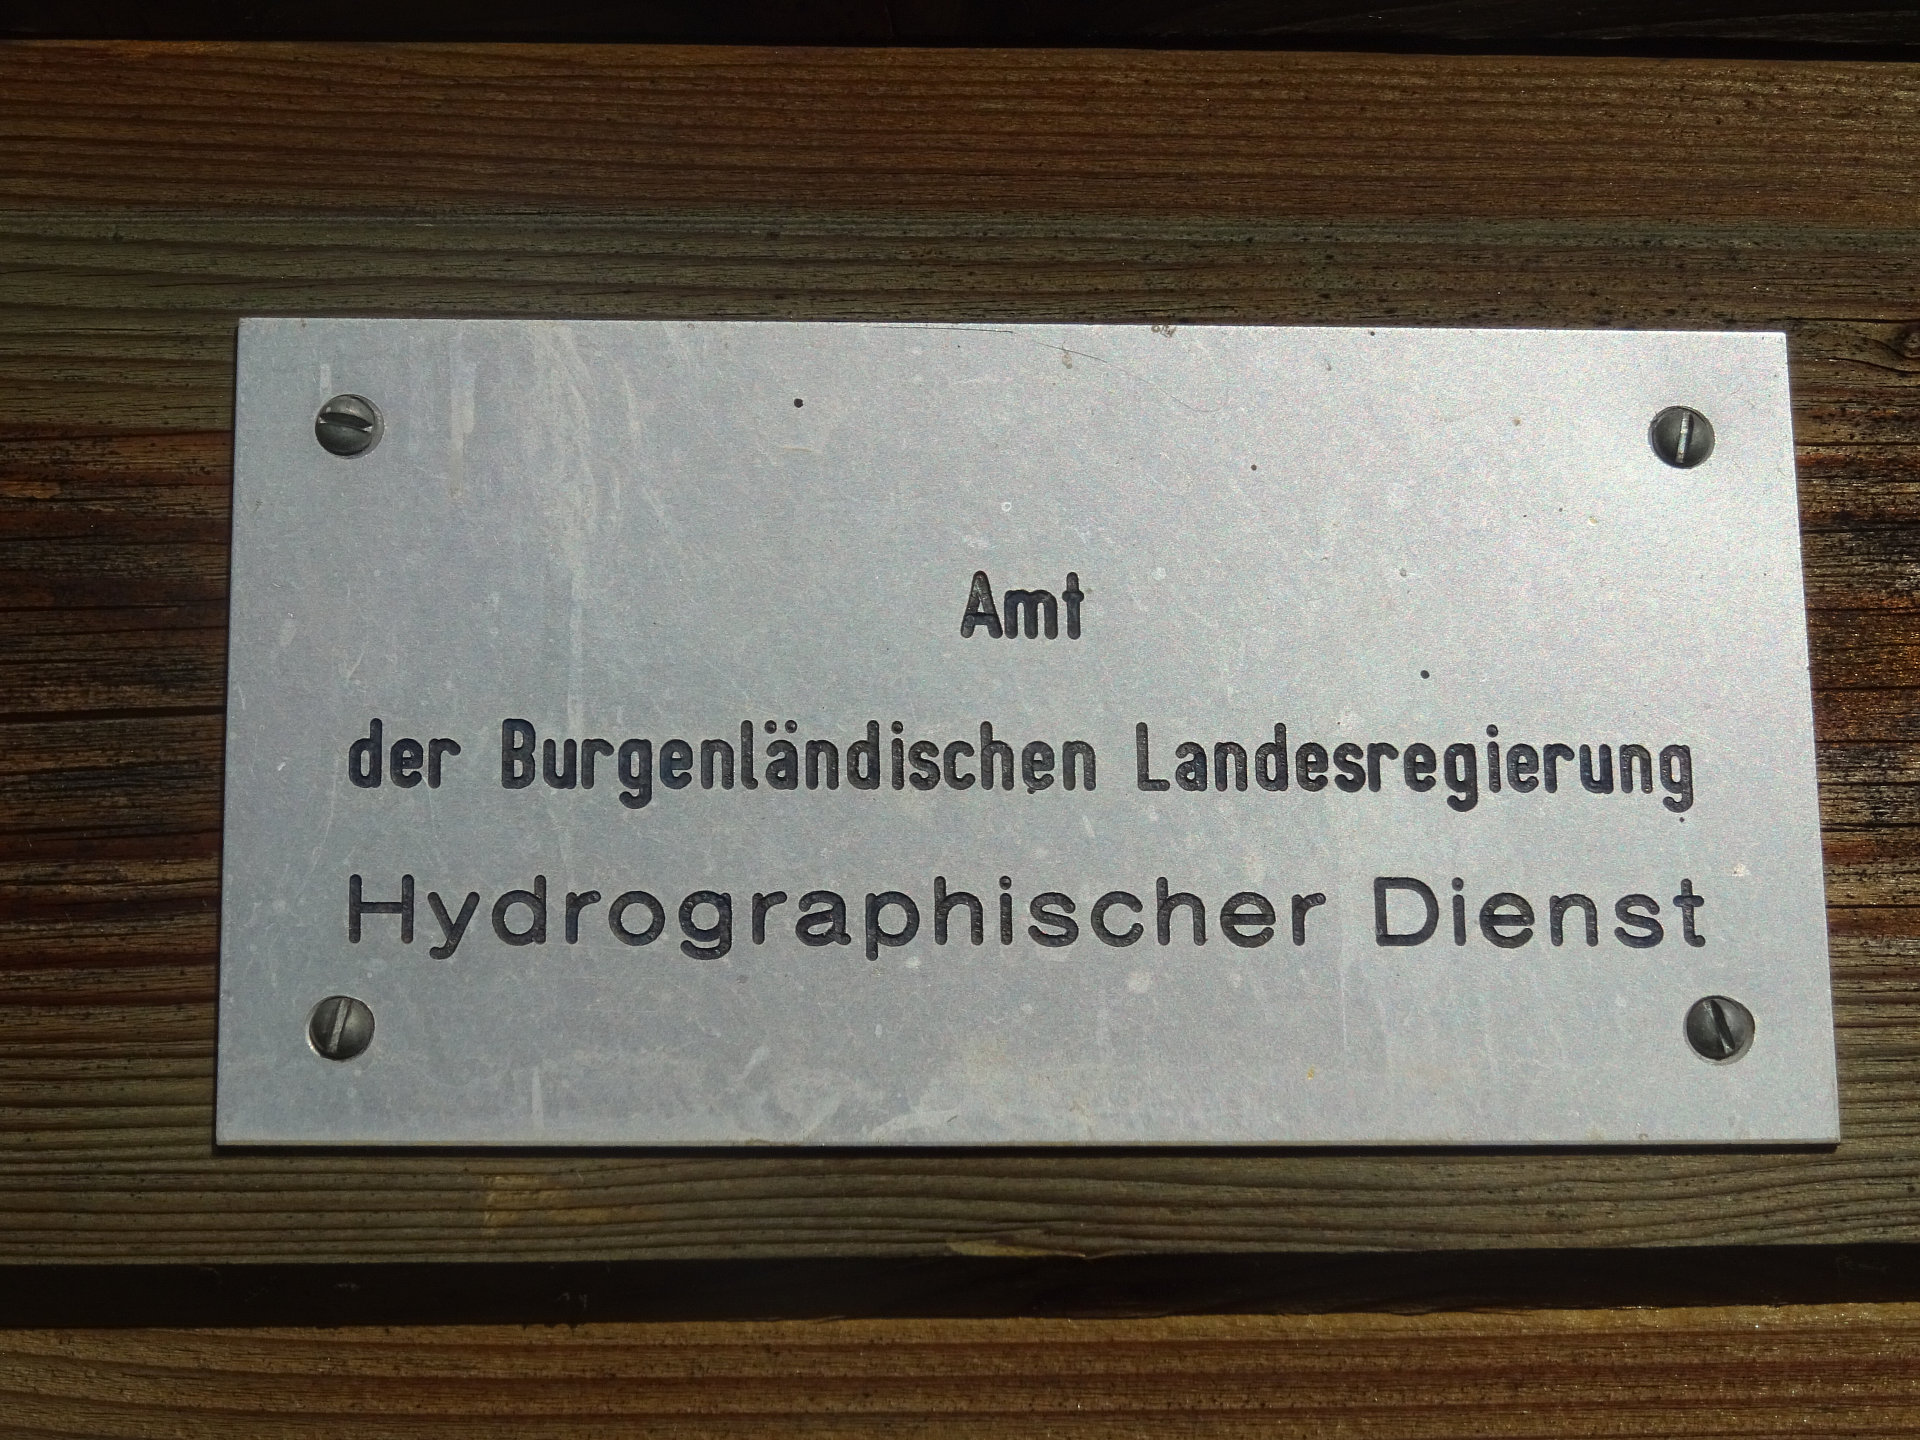 Amt
der Burgenländischen Landesregierung
Hydrographischer Dienst